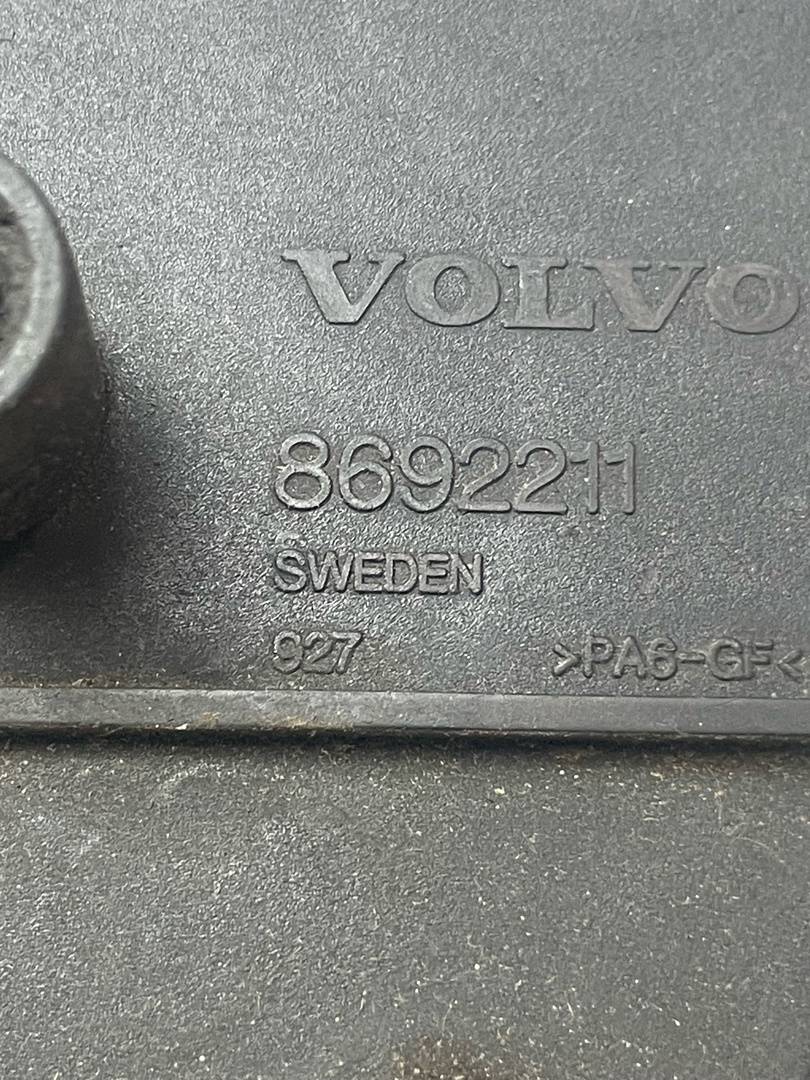 VOLVO
8692211
SWEDEN
927 >PA6-GF<